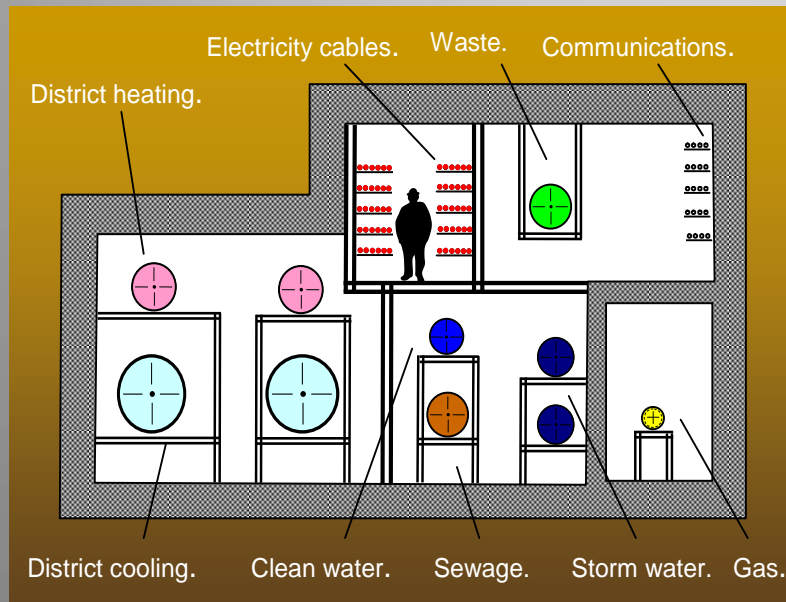 Electricity cables. Waste. Communications.
District heating.
District cooling. Clean water. Sewage. Storm water. Gas.